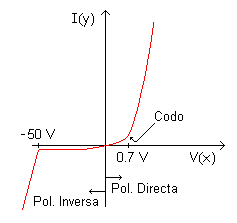 I(y)
Codo
-50 V
0.7 V
V(x)
Pol. Directa
Pol. Inversa